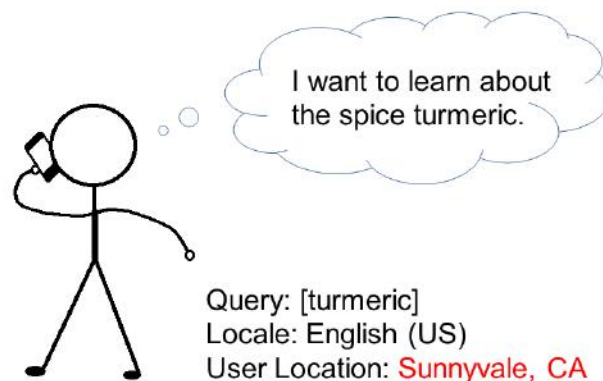 I want to learn about
the spice turmeric.
Query: [turmeric]
Locale: English (US)
User Location: Sunnyvale, CA